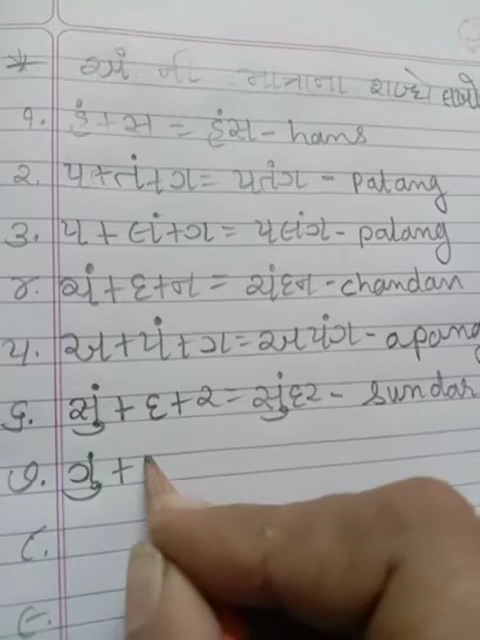 * અં ની માત્રાના શબ્દો લખો
૧. હં+સ = હંસ - hans
૨. પ+તં+ગ = પતંગ - patang
૩. પ+લં+ગ = પલંગ - palang
૪. ચં+દ+ન = ચંદન - chandan
૫. અ+પં+ગ = અપંગ - apang
૬. સું+દ+ર = સુંદર - sundar
૭. ગું+
૮.
૯.